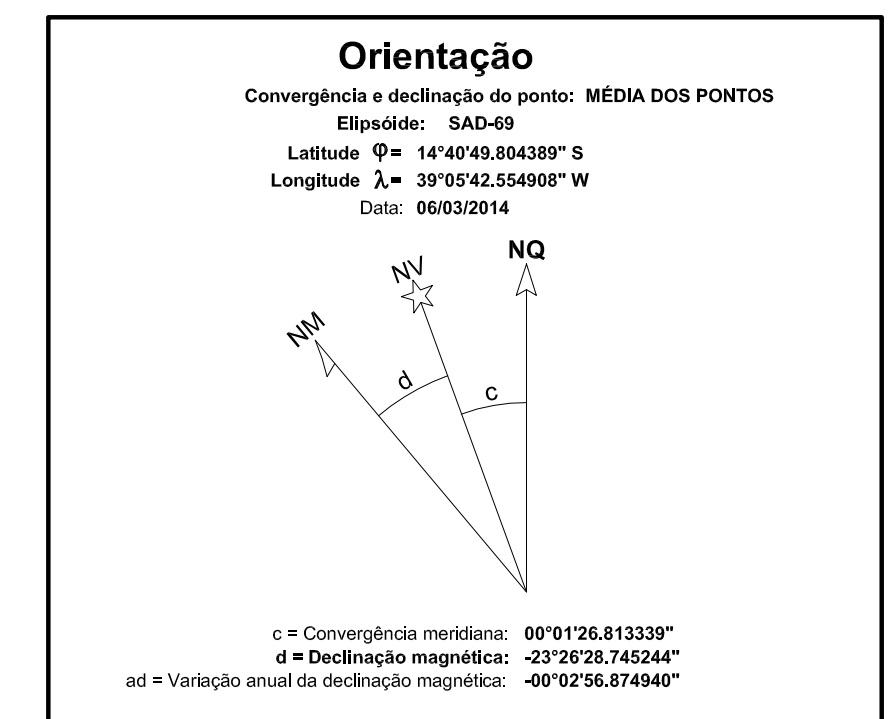 Orientação
Convergência e declinação do ponto: MÉDIA DOS PONTOS
Elipsóide: SAD-69
Latitude φ= 14°40'49.804389" S
Longitude λ= 39°05'42.554908" W
Data: 06/03/2014
NQ
NV
NM
d
c
c = Convergência meridiana: 00°01'26.813339"
d = Declinação magnética: -23°26'28.745244"
ad = Variação anual da declinação magnética: -00°02'56.874940"